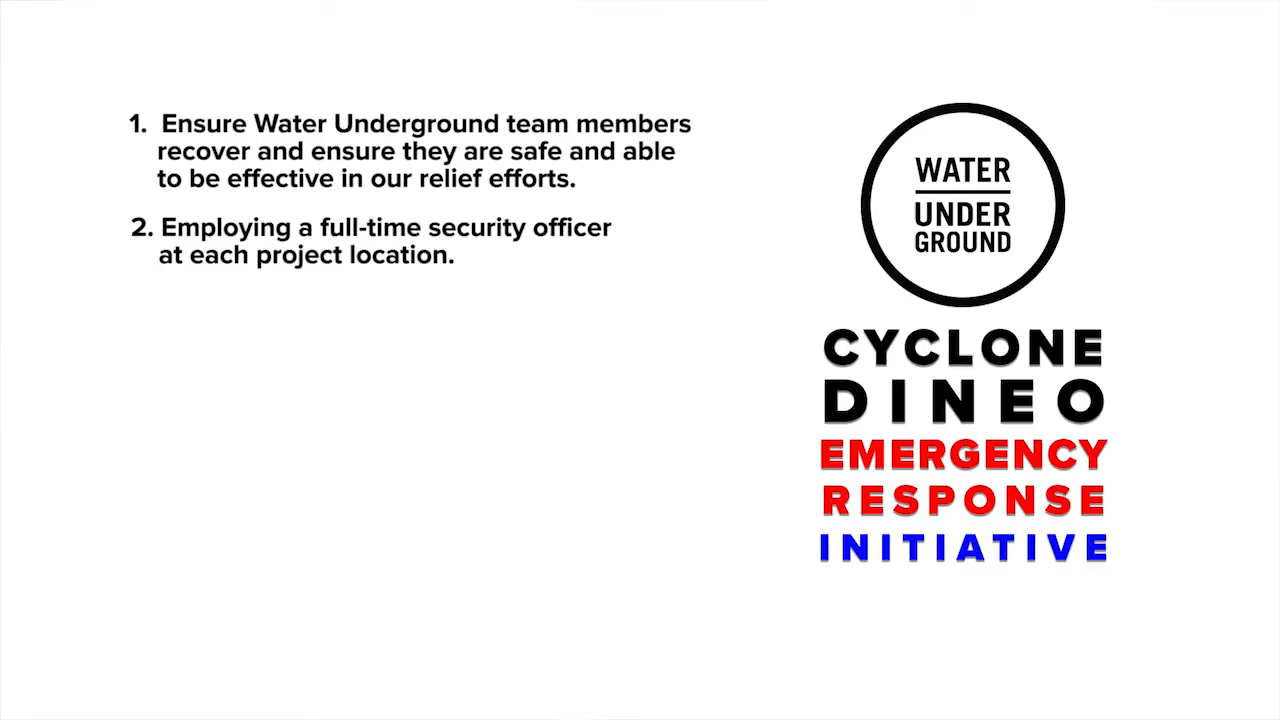 1. Ensure Water Underground team members
recover and ensure they are safe and able
to be effective in our relief efforts.
2. Employing a full-time security officer
at each project location.
WATER
UNDER
GROUND
CYCLONE
DINEO
EMERGENCY
RESPONSE
INITIATIVE